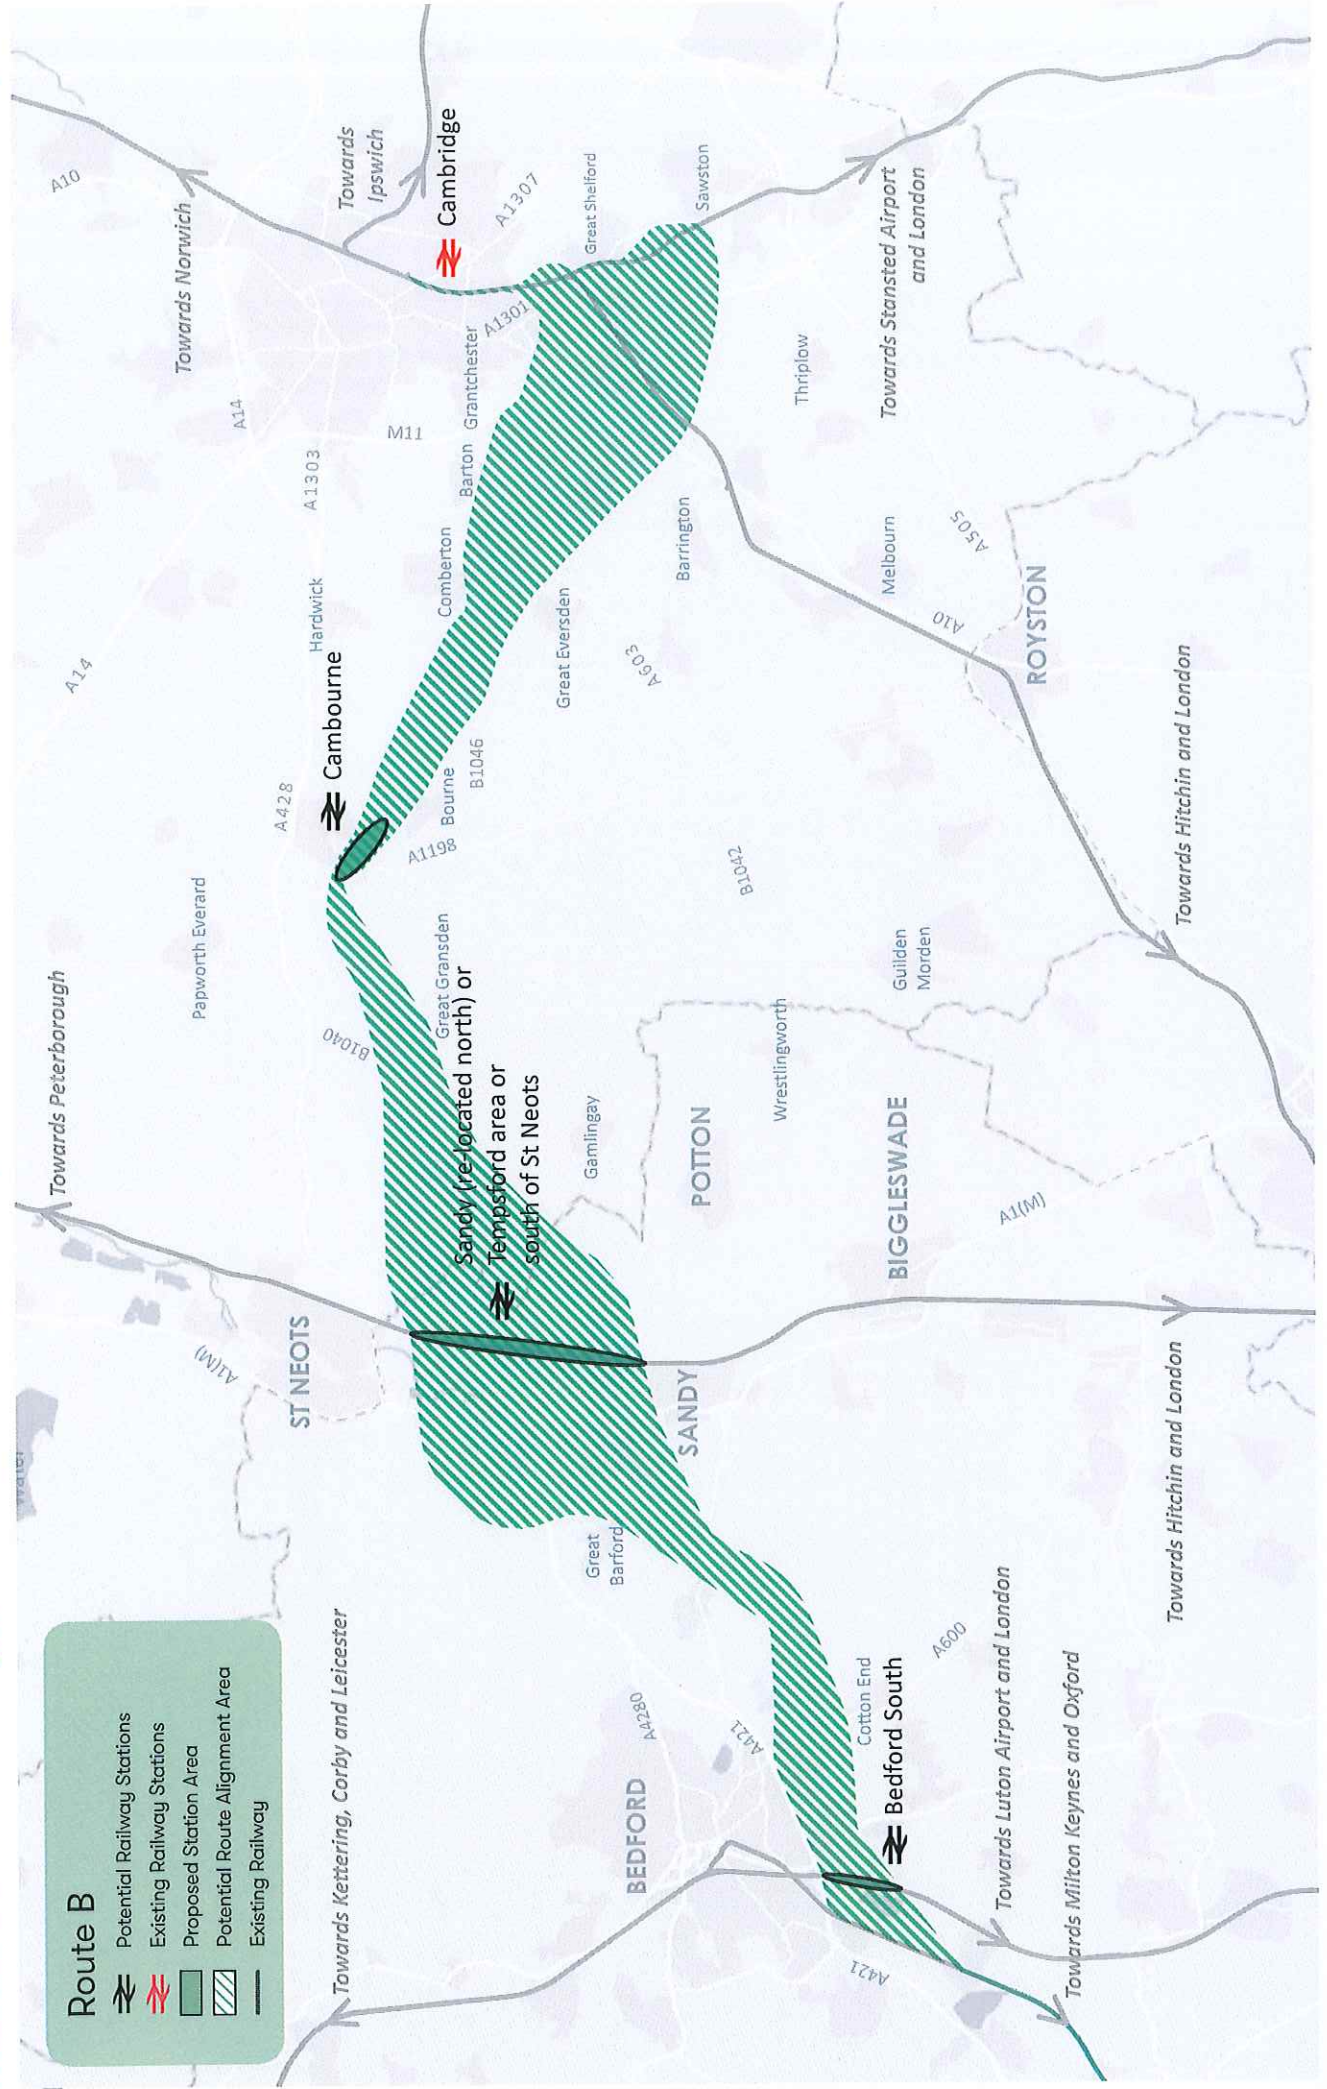 Route B
Potential Railway Stations
Existing Railway Stations
Proposed Station Area
Potential Route Alignment Area
Existing Railway
Towards Peterborough
Towards Norwich
A10
Towards
Ipswich
A14
A14
Papworth Everard
A428
Hardwick
A1303
M11
Cambridge
A1307
A1(M)
ST NEOTS
B1040
Cambourne
Towards Kettering, Corby and Leicester
Great Gransden
A1198
Bourne
B1046
Comberton
Barton
Grantchester
A1301
Great Shelford
Sawston
Sandy (re-located north) or
Tempsford area or
south of St Neots
Great
Barford
Gamlingay
Great Eversden
A603
Barrington
Thriplow
BEDFORD
A4280
A421
SANDY
POTTON
B1042
Wrestlingworth
Towards Stansted Airport
and London
Cotton End
Bedford South
A421
A600
BIGGLESWADE
Guilden
Morden
Melbourn
A10
A505
A1(M)
ROYSTON
Towards Luton Airport and London
Towards Milton Keynes and Oxford
Towards Hitchin and London
Towards Hitchin and London